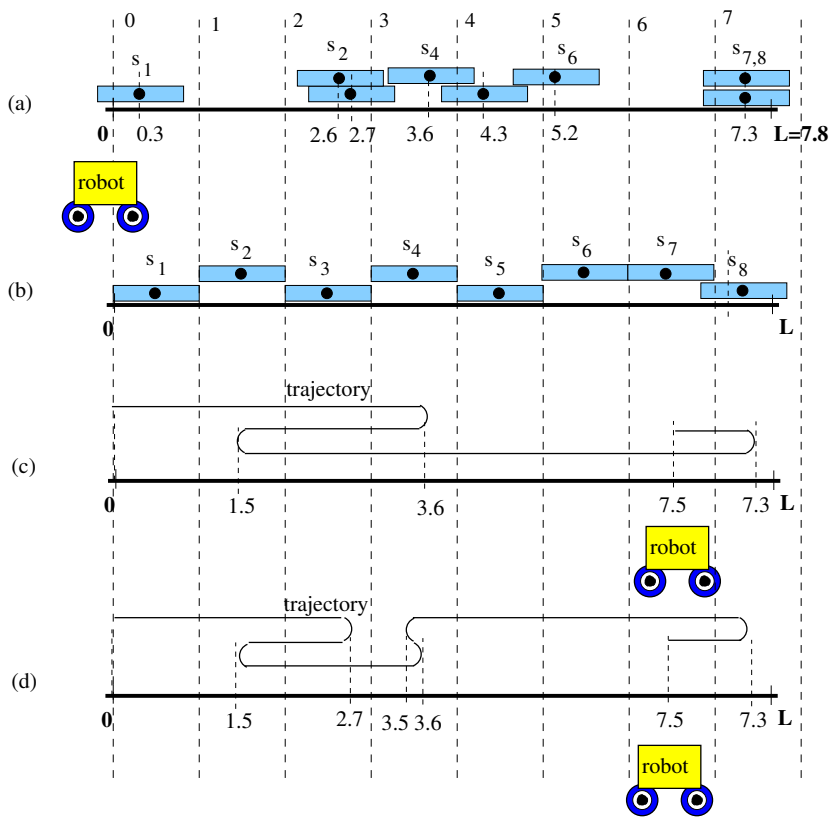 0 1 2 3 4 5 6 7
s1 s2 s4 s6 s7,8
(a)
0 0.3 2.6 2.7 3.6 4.3 5.2 7.3 L=7.8
robot
s1 s2 s3 s4 s5 s6 s7 s8
(b)
0 L
trajectory
(c)
0 1.5 3.6 7.5 7.3 L
robot
trajectory
(d)
0 1.5 2.7 3.5 3.6 7.5 7.3 L
robot